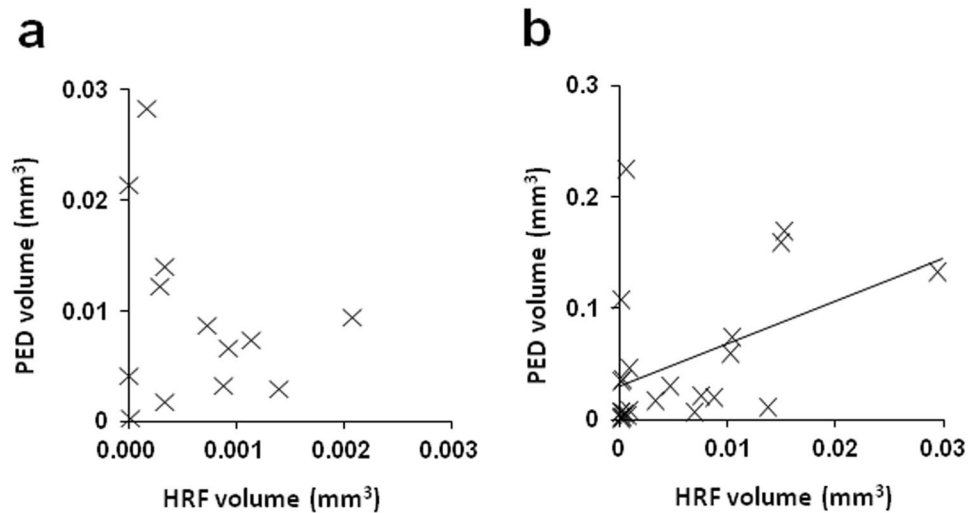 a
0.03
0.02
0.01
0
0.000 0.001 0.002 0.003
PED volume (mm³)
HRF volume (mm³)
b
0.3
0.2
0.1
0
0 0.01 0.02 0.03
PED volume (mm³)
HRF volume (mm³)